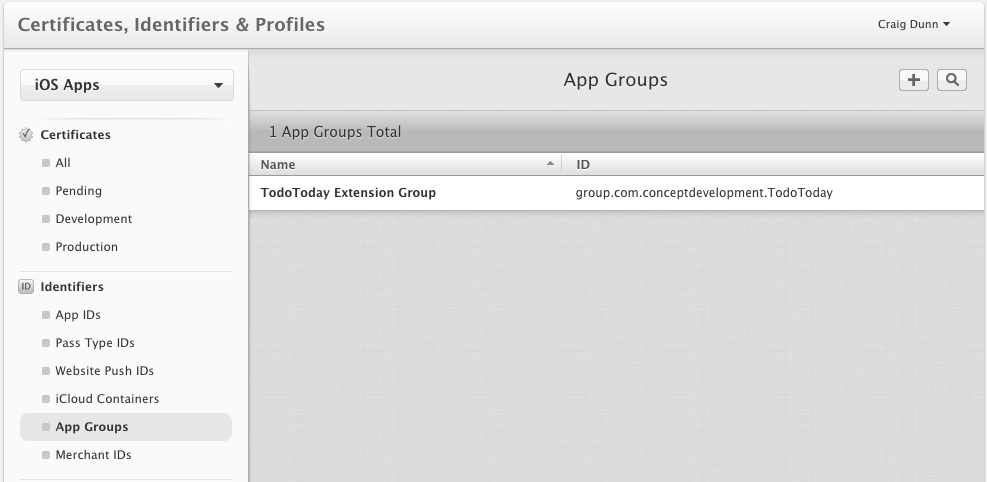 Certificates, Identifiers & Profiles
Craig Dunn
iOS Apps
App Groups
1 App Groups Total
Certificates
All
Pending
Development
Production
ID Identifiers
App IDs
Pass Type IDs
Website Push IDs
iCloud Containers
App Groups
Merchant IDs
Name ID
TodoToday Extension Group group.com.conceptdevelopment.TodoToday